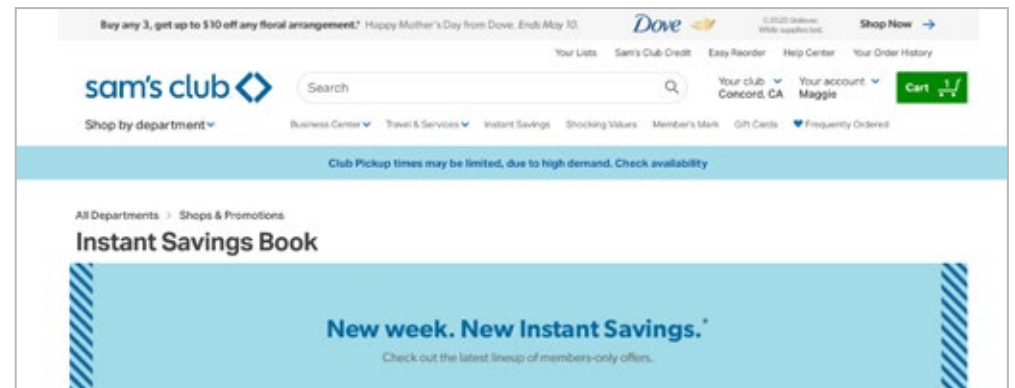 Buy any 3, get up to $10 off any floral arrangement.* Happy Mother's Day from Dove. Ends May 10. Dove ©2020 Unilever. While supplies last. Shop Now →
Your Lists Sam's Club Credit Easy Reorder Help Center Your Order History
sam's club Search Your club Concord, CA Your account Maggie Cart 1
Shop by department Business Center Travel & Services Instant Savings Shocking Values Member's Mark Gift Cards Frequently Ordered
Club Pickup times may be limited, due to high demand. Check availability
All Departments > Shops & Promotions
Instant Savings Book
New week. New Instant Savings.*
Check out the latest lineup of members-only offers.